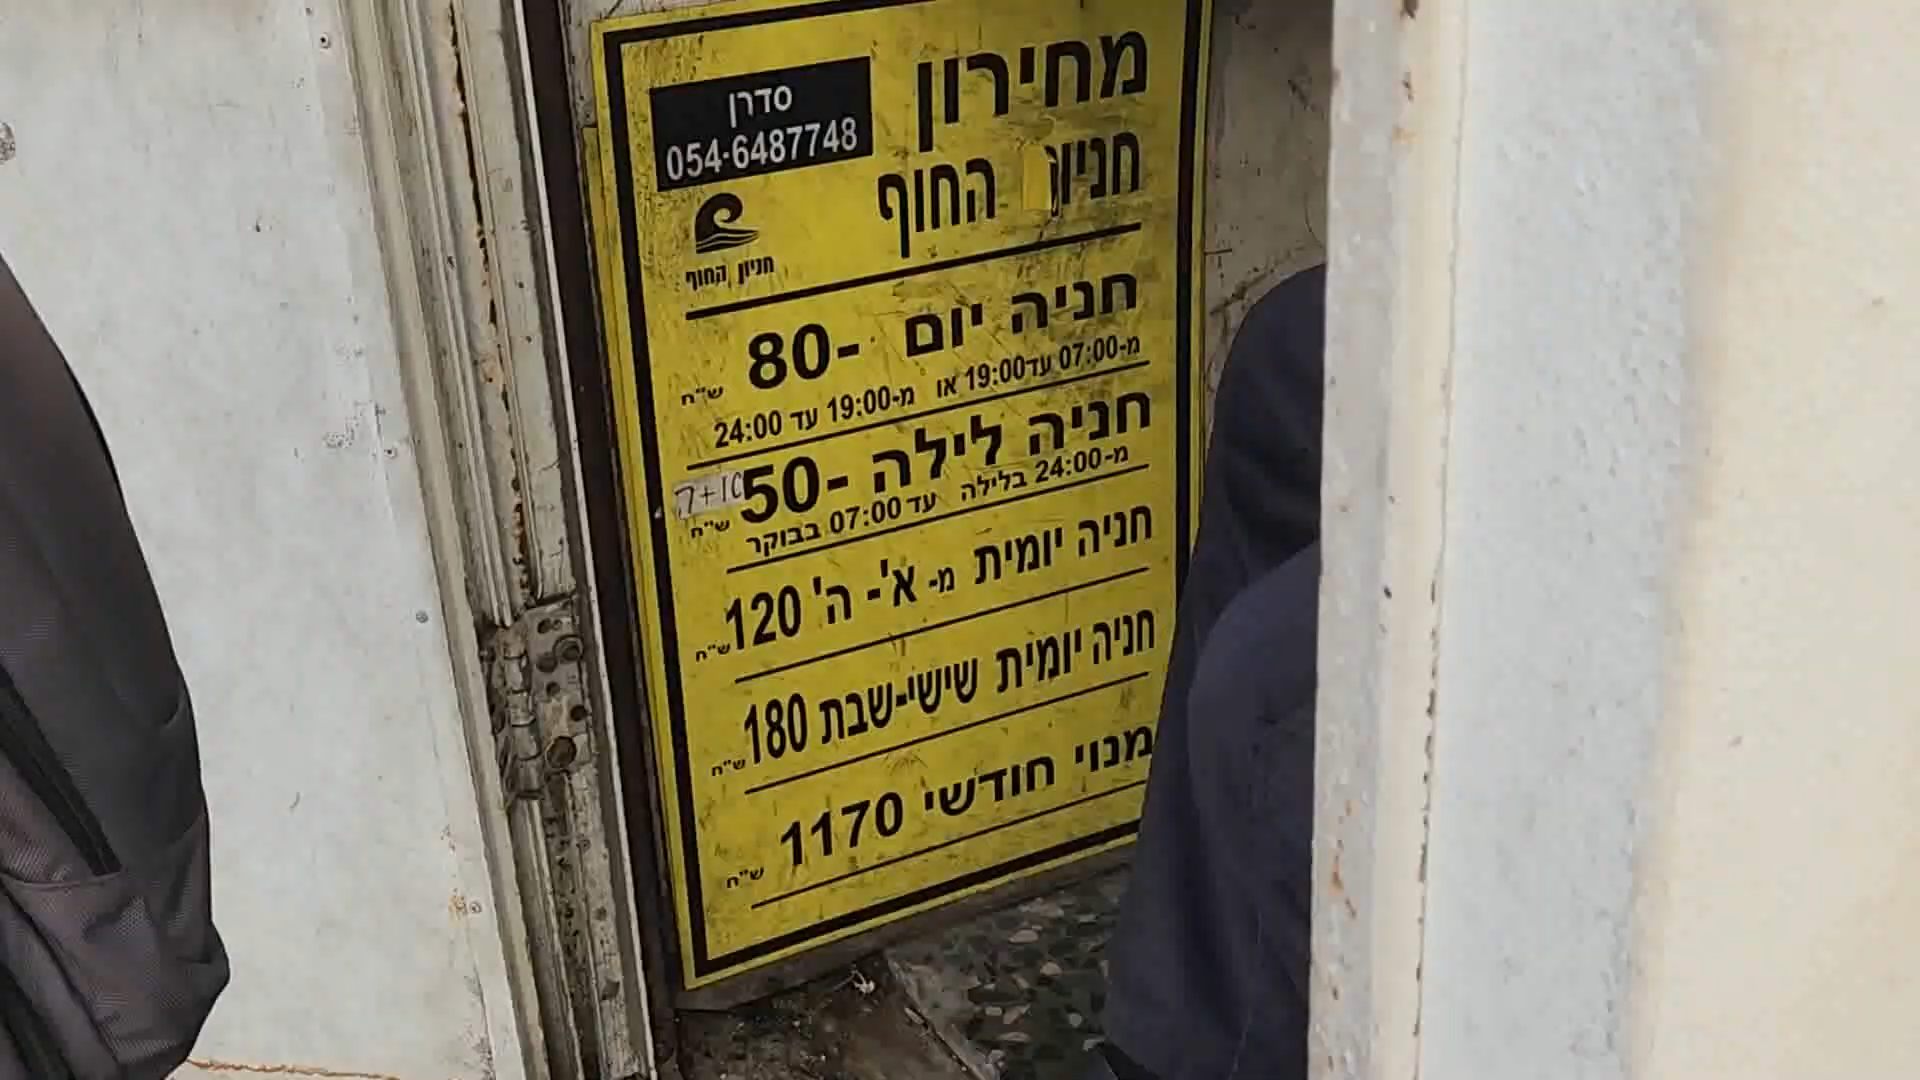 מחירון
חניון החוף
סדרן
054-6487748
חניון החוף
חניה יום -80 ש"ח
מ-07:00 עד 19:00 או מ-19:00 עד 24:00
חניה לילה -50 ש"ח
מ-24:00 בלילה עד 07:00 בבוקר
חניה יומית מ- א'- ה' 120 ש"ח
חניה יומית שישי-שבת 180 ש"ח
מנוי חודשי 1170 ש"ח